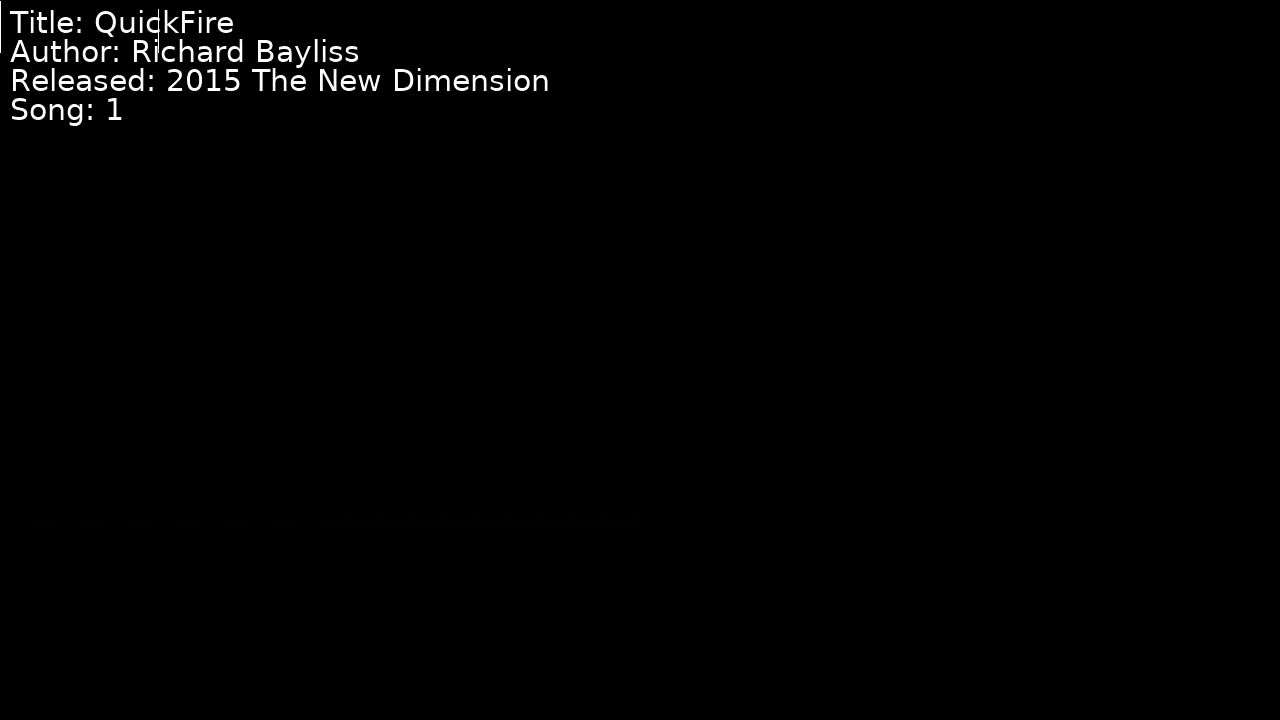 Title: QuickFire
Author: Richard Bayliss
Released: 2015 The New Dimension
Song: 1